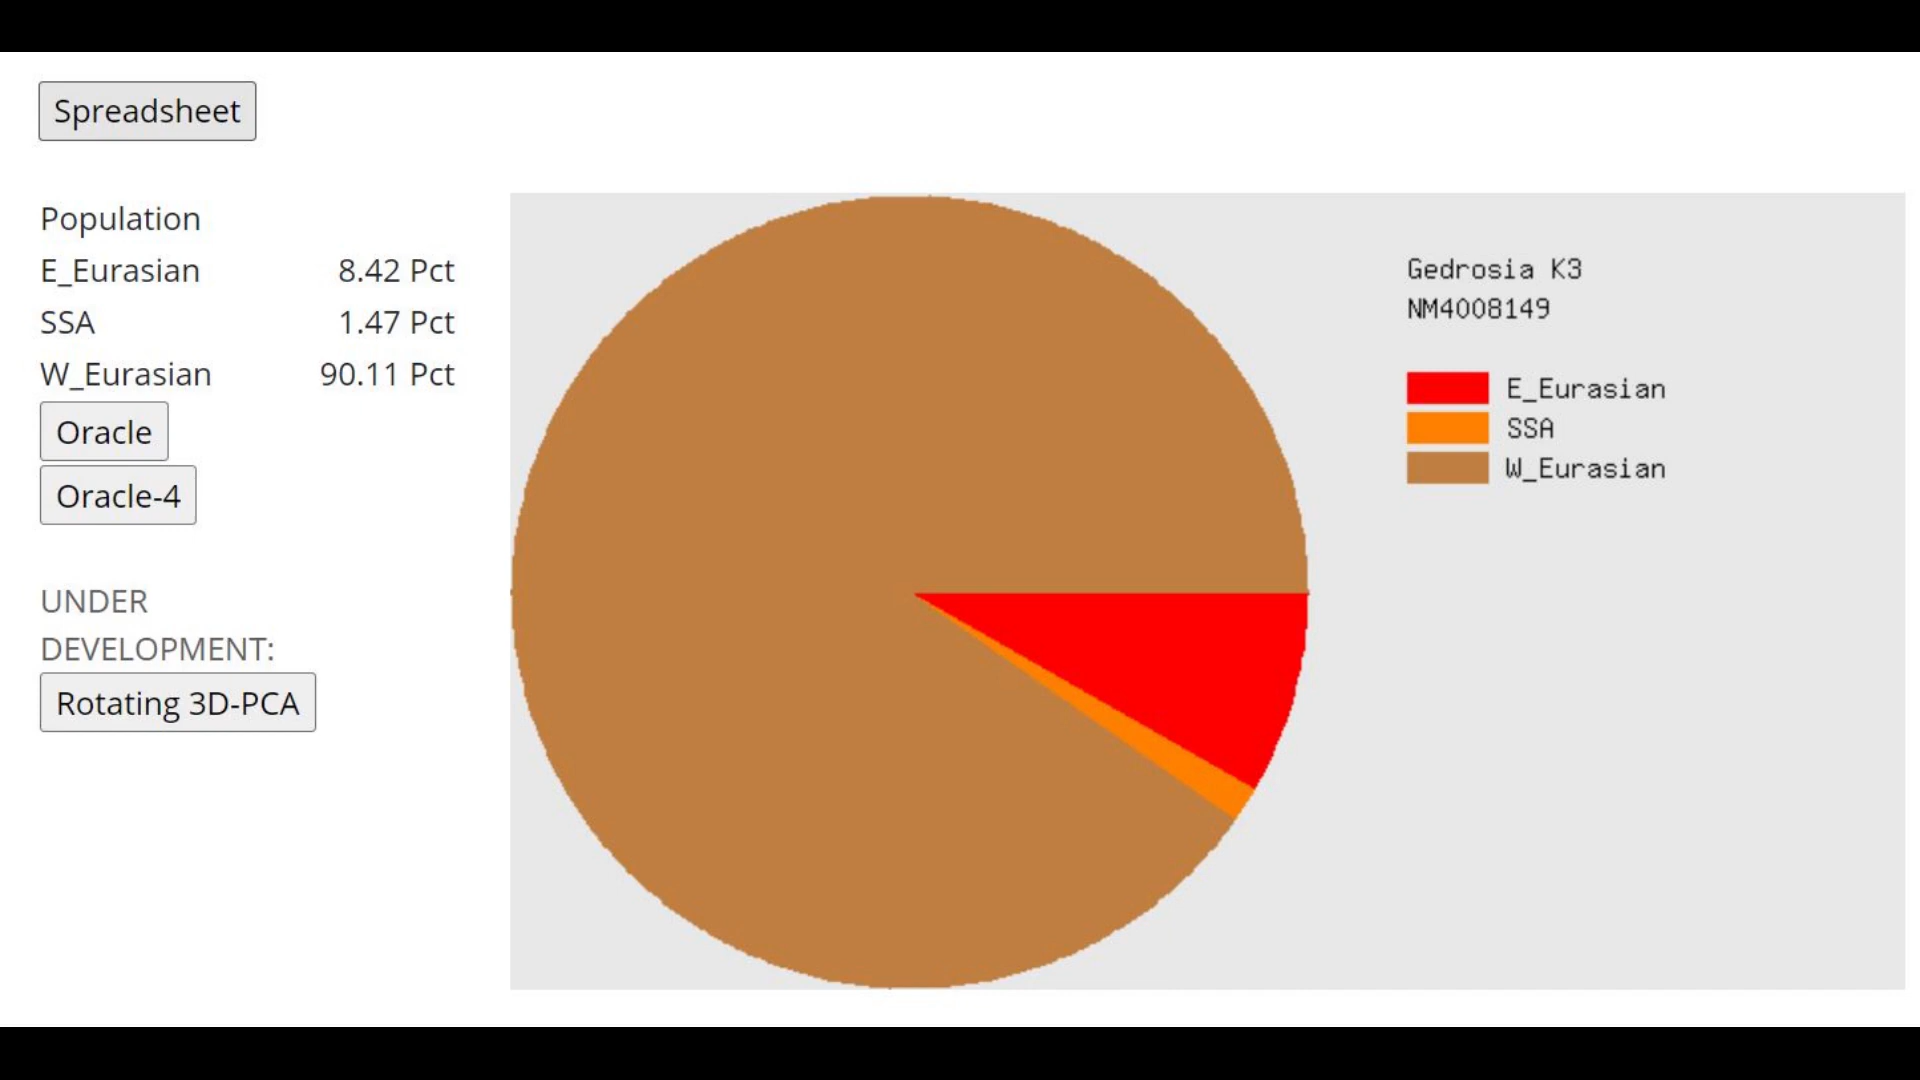 Spreadsheet
Population
E_Eurasian 8.42 Pct
SSA 1.47 Pct
W_Eurasian 90.11 Pct
Oracle
Oracle-4
UNDER
DEVELOPMENT:
Rotating 3D-PCA
Gedrosia K3
NM4008149
E_Eurasian
SSA
W_Eurasian